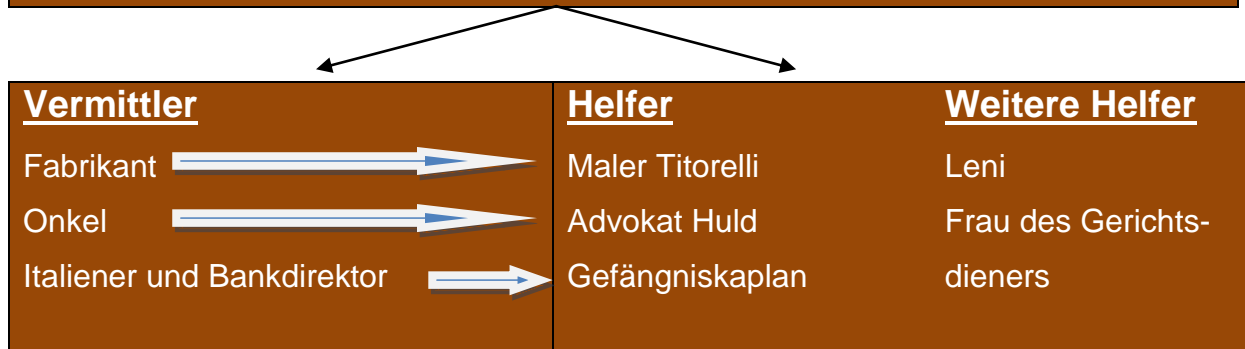 Vermittler Helfer Weitere Helfer
Fabrikant Maler Titorelli Leni
Onkel Advokat Huld Frau des Gerichts-
Italiener und Bankdirektor Gefängniskaplan dieners